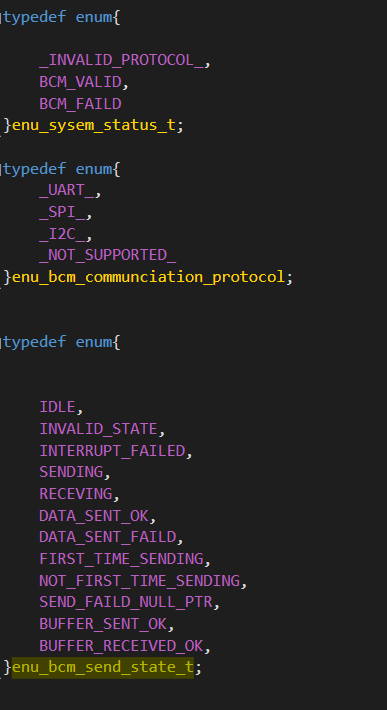 typedef enum{
_INVALID_PROTOCOL_,
BCM_VALID,
BCM_FAILD
}enu_sysem_status_t;
typedef enum{
_UART_,
_SPI_,
_I2C_,
_NOT_SUPPORTED_
}enu_bcm_communciation_protocol;
typedef enum{
IDLE,
INVALID_STATE,
INTERRUPT_FAILED,
SENDING,
RECEVING,
DATA_SENT_OK,
DATA_SENT_FAILD,
FIRST_TIME_SENDING,
NOT_FIRST_TIME_SENDING,
SEND_FAILD_NULL_PTR,
BUFFER_SENT_OK,
BUFFER_RECEIVED_OK,
}enu_bcm_send_state_t;